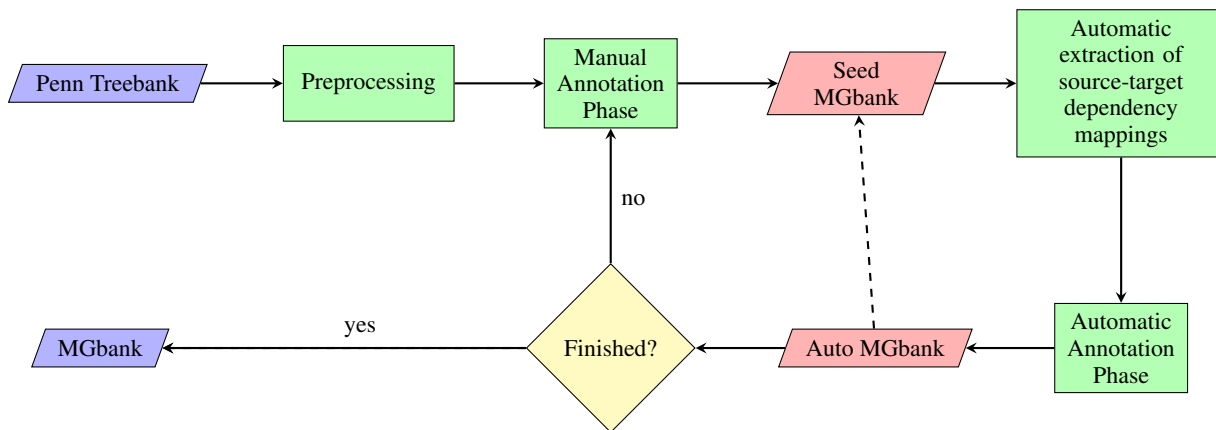 Penn Treebank
Preprocessing
Manual
Annotation
Phase
Seed
MGbank
Automatic
extraction of
source-target
dependency
mappings
no
yes
MGbank
Finished?
Auto MGbank
Automatic
Annotation
Phase